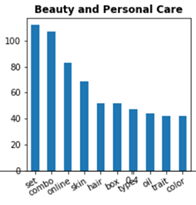 Beauty and Personal Care
100
80
60
40
20
0
set
combo
online
skin
hair
box
type
oil
trait
color